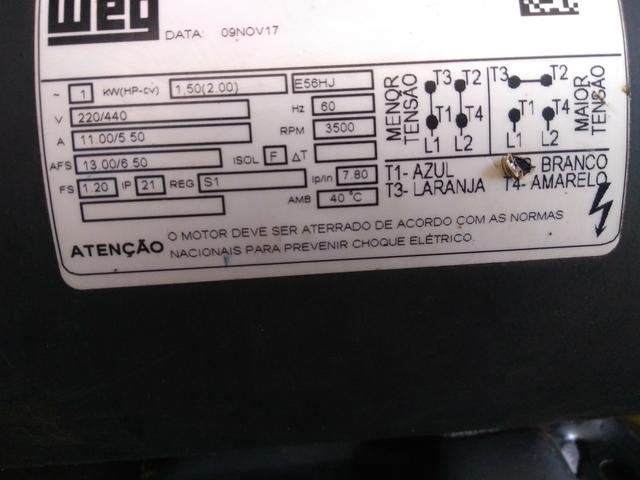 WEG
DATA: 09NOV17
~ 1 KW(HP-cv) 1,50(2.00) E56HJ
V 220/440 Hz 60
A 11.00/5.50 RPM 3500
AFS 13.00/6.50 ISOL F ΔT
FS 1.20 IP 21 REG S1 Ip/In 7.80
AMB 40°C
MENOR TENSÃO
T3 T2
T1 T4
L1 L2
T3 T2
T1 T4
L1 L2
MAIOR TENSÃO
T1- AZUL BRANCO
T3- LARANJA T4- AMARELO
ATENÇÃO O MOTOR DEVE SER ATERRADO DE ACORDO COM AS NORMAS
NACIONAIS PARA PREVENIR CHOQUE ELÉTRICO.